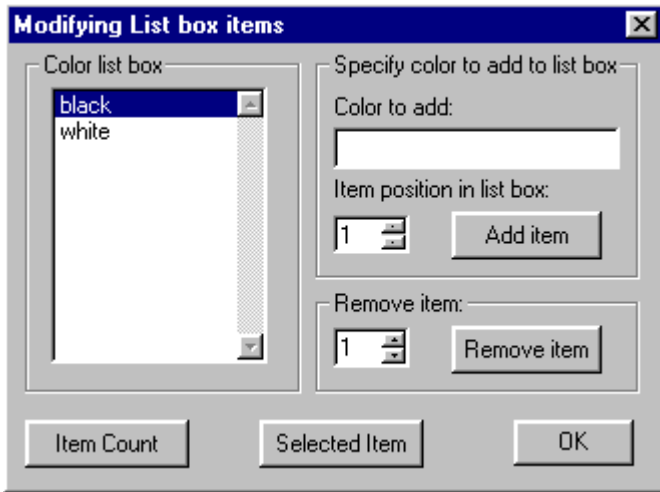 Modifying List box items
Color list box
black
white
Specify color to add to list box
Color to add:
Item position in list box:
1
Add item
Remove item:
1
Remove item
Item Count
Selected Item
OK